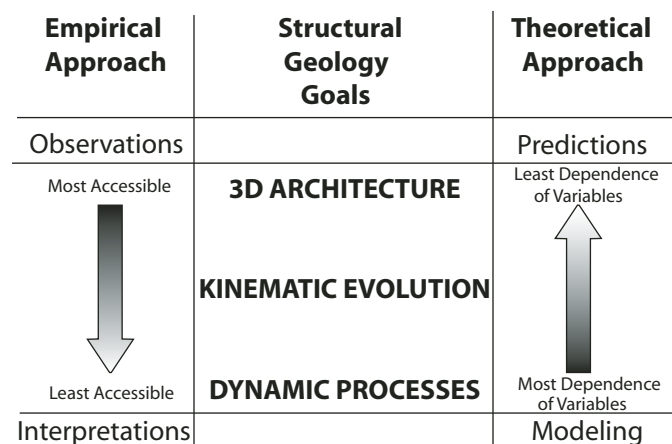 Empirical
Approach
Structural
Geology
Goals
Theoretical
Approach
Observations
Predictions
Most Accessible
3D ARCHITECTURE
Least Dependence
of Variables
KINEMATIC EVOLUTION
Least Accessible
DYNAMIC PROCESSES
Most Dependence
of Variables
Interpretations
Modeling